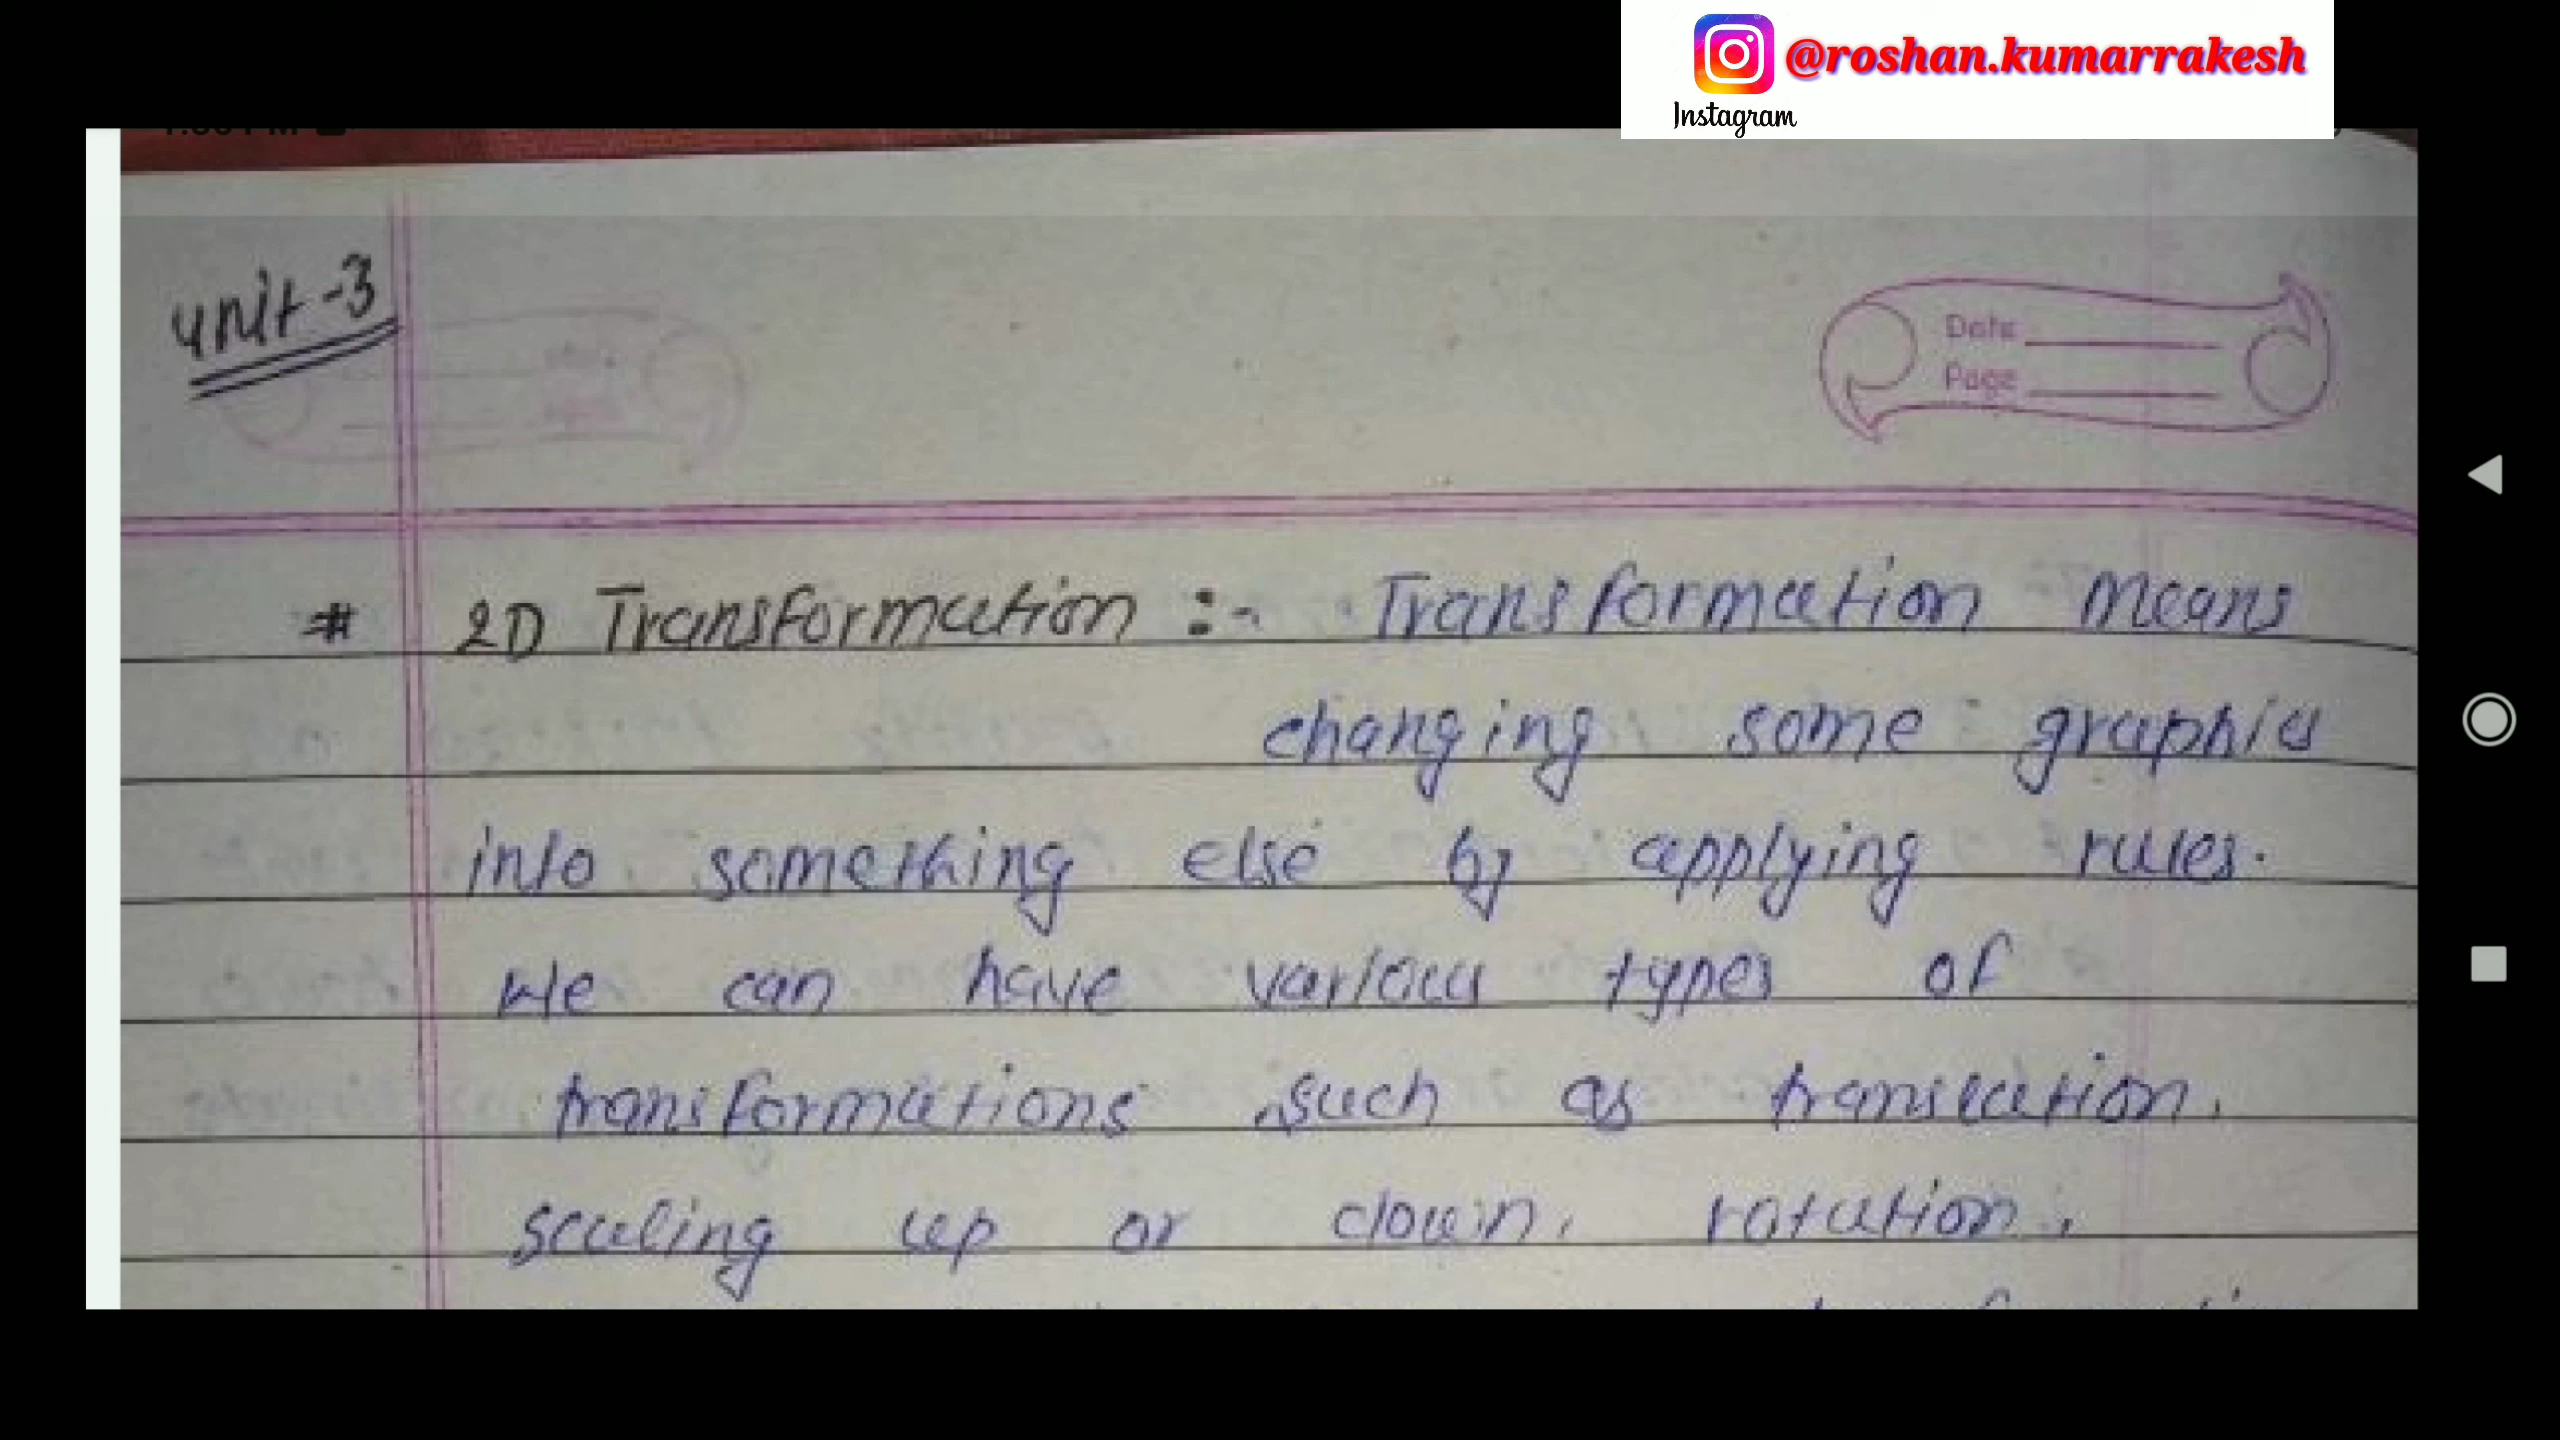 @roshan.kumarrakesh
Instagram
Unit-3
Date
Page
# 2D Transformation :- Transformation means
changing some graphics
into something else by applying rules.
We can have various types of
transformations such as translation,
scaling up or down, rotation,